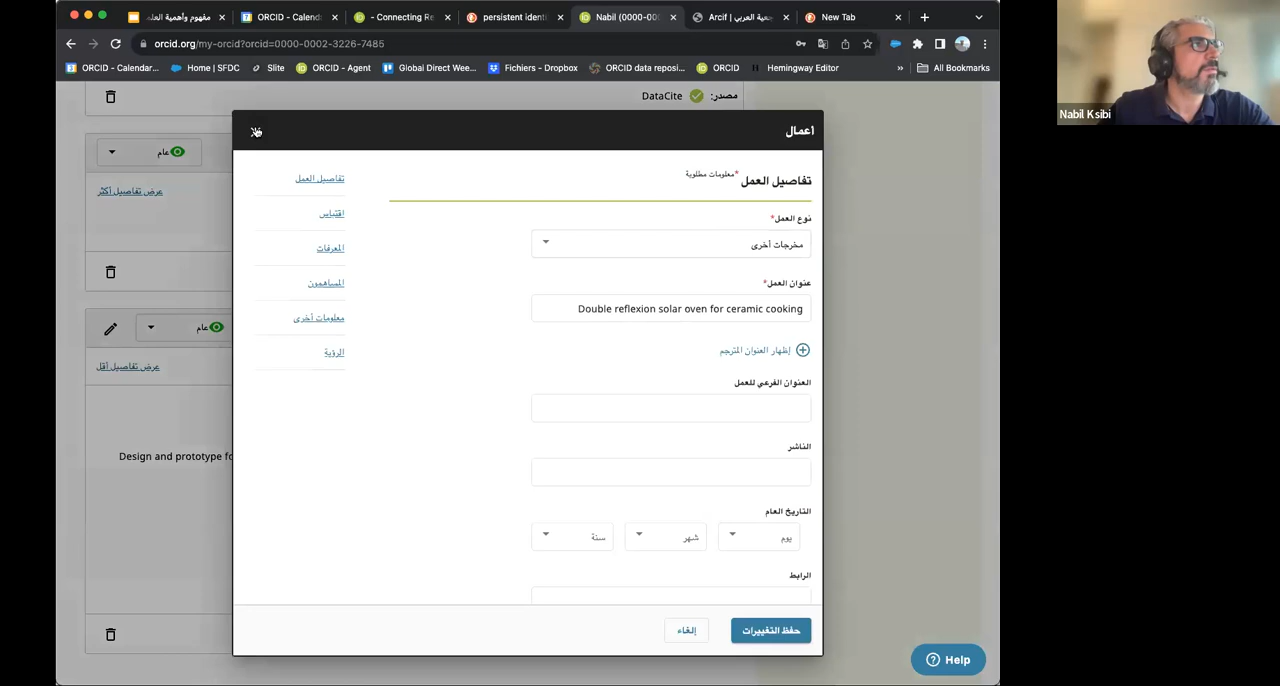 مفهوم وأهمية العلم
ORCID - Calend
- Connecting Re
persistent identi
Nabil (0000-000
Arcif | جعية العربي
New Tab
orcid.org/my-orcid?orcid=0000-0002-3226-7485
ORCID - Calendar...
Home | SFDC
Slite
ORCID - Agent
Global Direct Wee...
Fichiers - Dropbox
ORCID data reposi...
ORCID
Hemingway Editor
»
All Bookmarks
مصدر: DataCite
عام
عرض تفاصيل أكثر
عام
عرض تفاصيل أقل
Design and prototype fo
أعمال
تفاصيل العمل
اقتباس
المعرفات
المساهمون
معلومات أخرى
الرؤية
تفاصيل العمل *معلومات مطلوبة
نوع العمل*
مخرجات أخرى
عنوان العمل*
Double reflexion solar oven for ceramic cooking
إظهار العنوان المترجم
العنوان الفرعي للعمل
الناشر
التاريخ العام
يوم
شهر
سنة
الرابط
حفظ التغييرات
إلغاء
Help
Nabil Ksibi